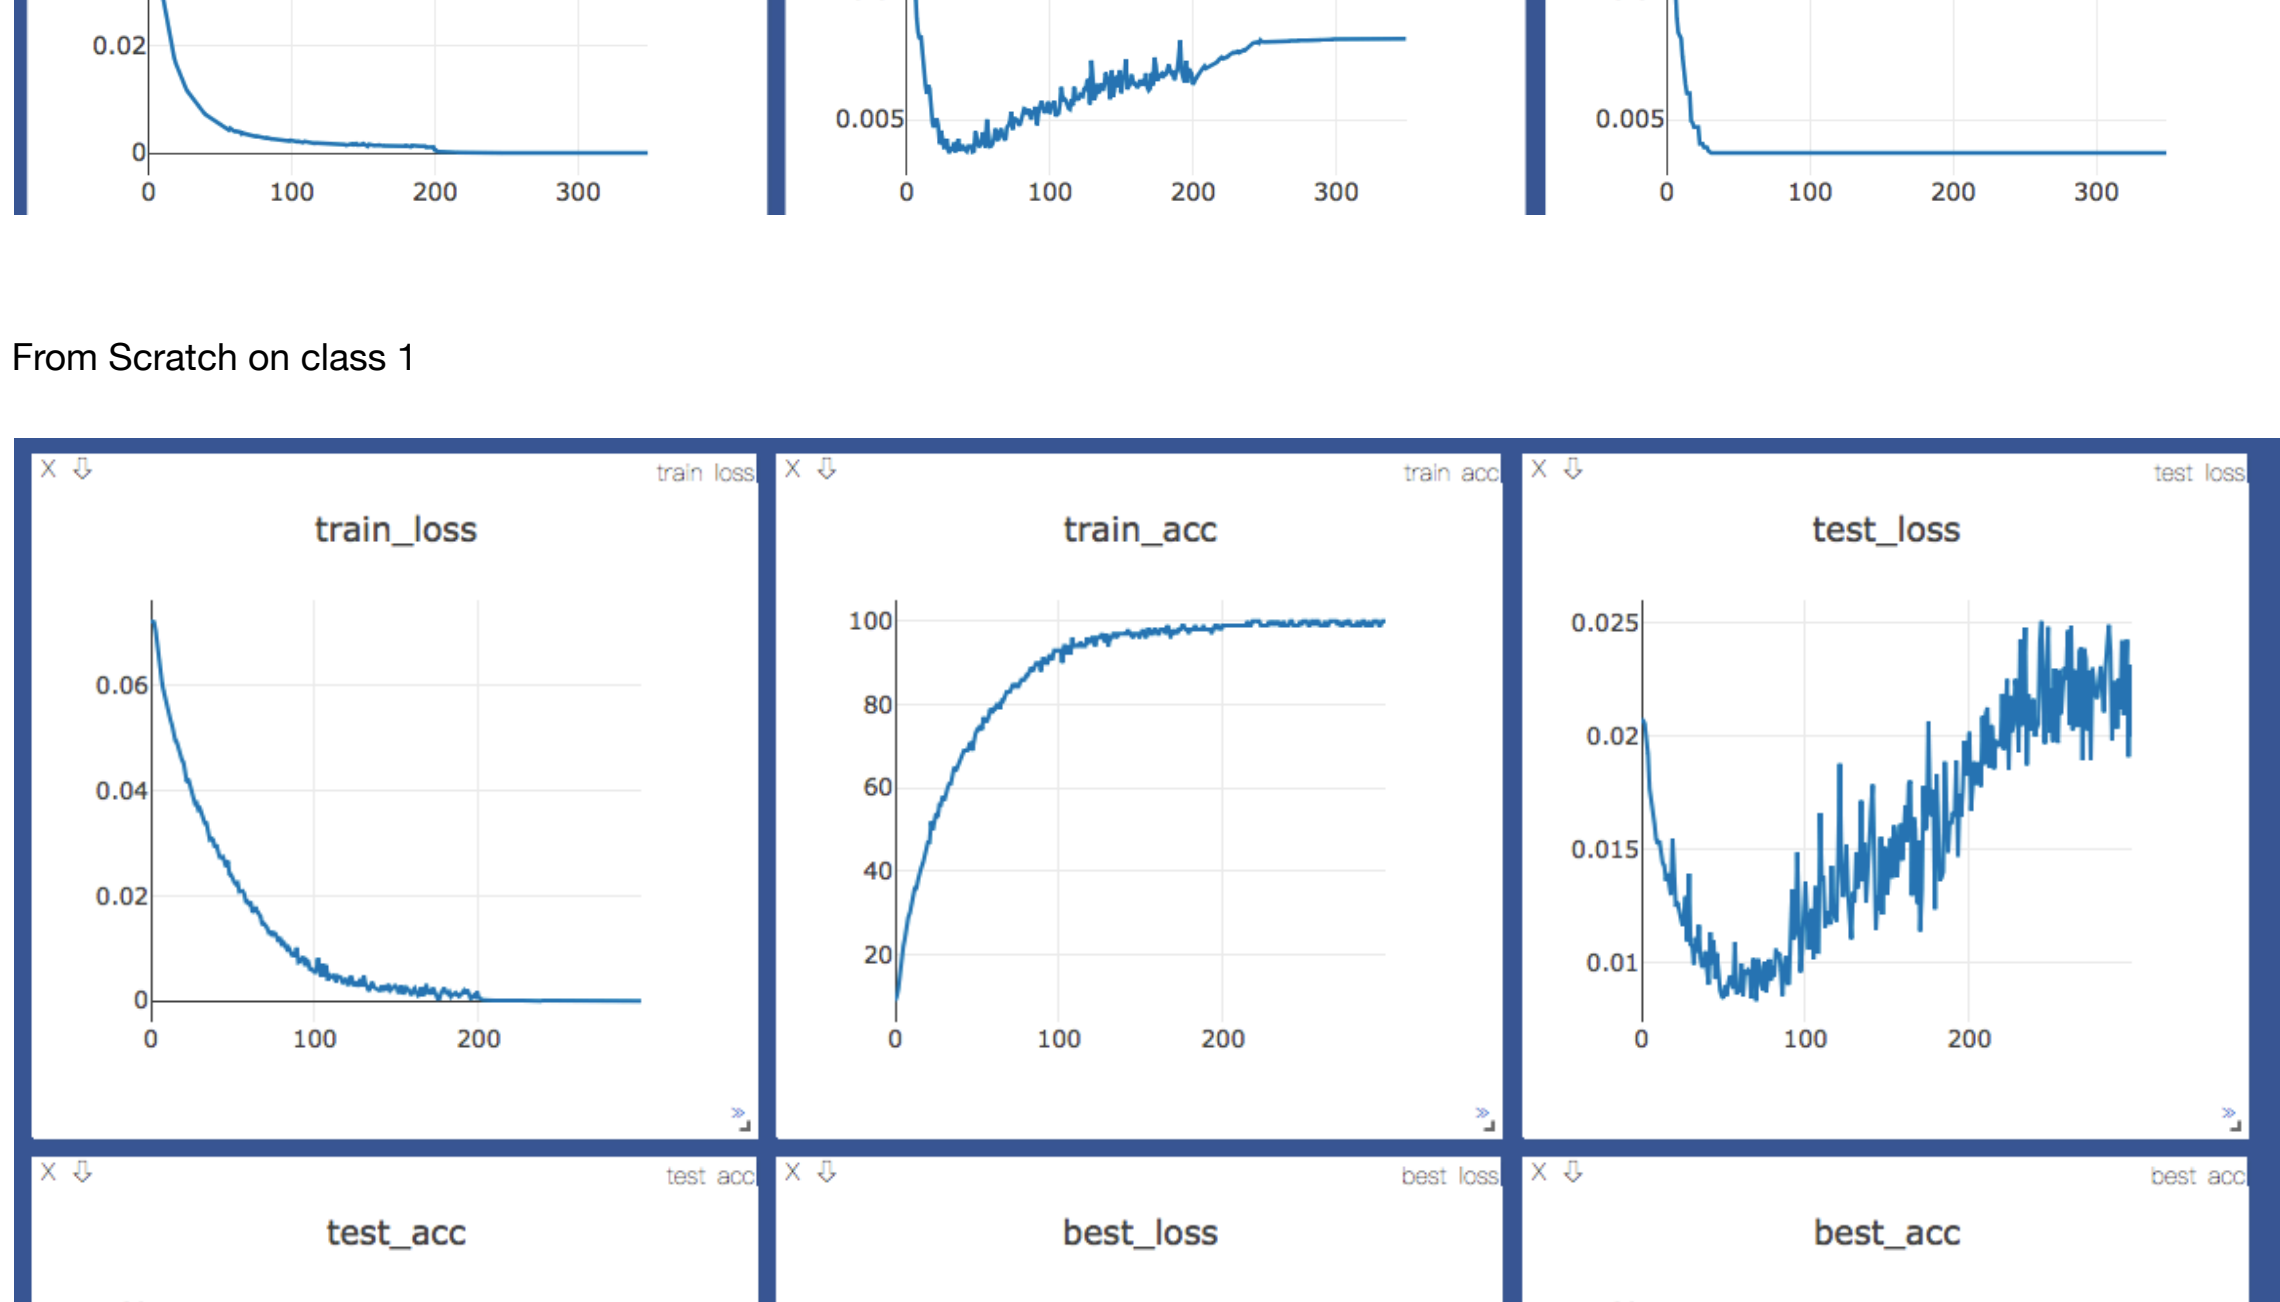 0.02
0
0 100 200 300
0.005
0 100 200 300
0.005
0 100 200 300
From Scratch on class 1
X train loss
train_loss
0.06
0.04
0.02
0
0 100 200
X train acc
train_acc
100
80
60
40
20
0 100 200
X test loss
test_loss
0.025
0.02
0.015
0.01
0 100 200
X test acc
test_acc
X best loss
best_loss
X best acc
best_acc